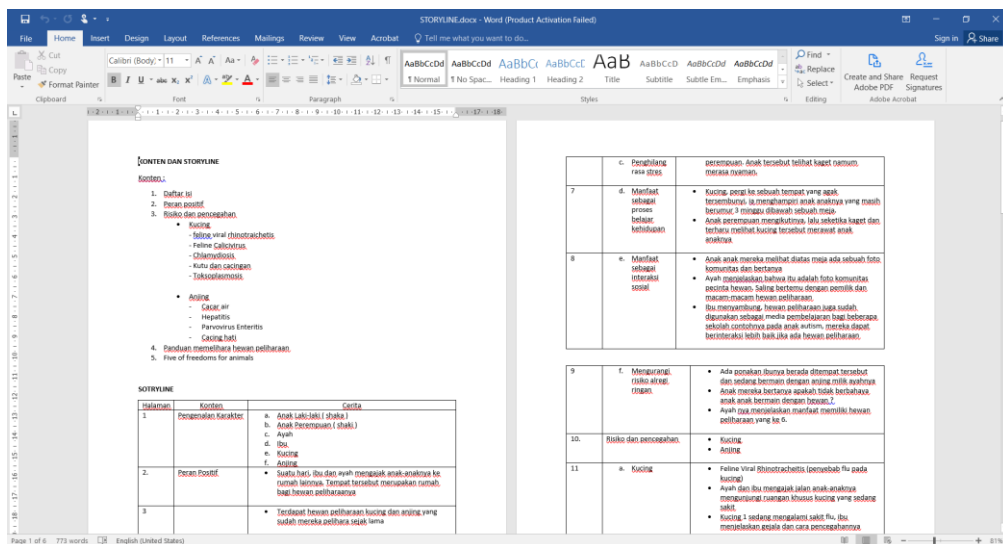 STORYLINE.docx - Word (Product Activation Failed)
File Home Insert Design Layout References Mailings Review View Acrobat Tell me what you want to do... Sign in Share
Paste
Cut
Copy
Format Painter
Clipboard
Calibri (Body) 11
Font
Paragraph
AaBbCcDd AaBbCcDd AaBbCc AaBbCcE AaB AaBbCcD AaBbCcDd AaBbCcDd
¶ Normal ¶ No Spac... Heading 1 Heading 2 Title Subtitle Subtle Em... Emphasis
Styles
Find
Replace
Select
Editing
Create and Share Adobe PDF
Request Signatures
Adobe Acrobat
KONTEN DAN STORYLINE
Konten :
1. Daftar isi
2. Peran positif
3. Risiko dan pencegahan
• Kucing
- feline viral rhinotraichetis
- Feline Calicivirus
- Chlamydiosis
- Kutu dan cacingan
- Toksoplasmosis
• Anjing
- Cacar air
- Hepatitis
- Parvovirus Enteritis
- Cacing hati
4. Panduan memelihara hewan peliharaan
5. Five of freedoms for animals
SOTRYLINE
Halaman Konten Cerita
1 Pengenalan Karakter a. Anak Laki-laki ( shaka )
b. Anak Perempuan ( shaki )
c. Ayah
d. Ibu
e. Kucing
f. Anjing
2. Peran Positif • Suatu hari, ibu dan ayah mengajak anak-anaknya ke
rumah lainnya. Tempat tersebut merupakan rumah
bagi hewan peliharaanya
3 • Terdapat hewan peliharaan kucing dan anjing yang
sudah mereka pelihara sejak lama
c. Penghilang perempuan. Anak tersebut telihat kaget namum
rasa stres merasa nyaman.
7 d. Manfaat • Kucing, pergi ke sebuah tempat yang agak
sebagai tersembunyi, ia menghampiri anak anaknya yang masih
proses berumur 3 minggu dibawah sebuah meja.
belajar • Anak perempuan mengikutinya, lalu seketika kaget dan
kehidupan terharu melihat kucing tersebut merawat anak
anaknya
8 e. Manfaat • Anak anak mereka melihat diatas meja ada sebuah foto
sebagai komunitas dan bertanya
interaksi • Ayah menjelaskan bahwa itu adalah foto komunitas
sosial pecinta hewan. Saling bertemu dengan pemilik dan
macam-macam hewan peliharaan
• Ibu menyambung, hewan peliharaan juga sudah
digunakan sebagai media pembelajaran bagi beberapa
sekolah contohnya pada anak autism, mereka dapat
berinteraksi lebih baik jika ada hewan peliharaan
9 f. Mengurangi • Ada ponakan ibunya berada ditempat tersebut
risiko alregi dan sedang bermain dengan anjing milik ayahnya
ringan • Anak mereka bertanya apakah tidak berbahaya
anak anak bermain dengan hewan ?
• Ayah nya menjelaskan manfaat memiliki hewan
peliharaan yang ke 6.
10. Risiko dan pencegahan • Kucing
• Anjing
11 a. Kucing • Feline Viral Rhinotracheitis (penyebab flu pada
kucing)
• Ayah dan ibu mengajak jalan anak-anaknya
mengunjungi ruangan khusus kucing yang sedang
sakit
• Kucing 1 sedang mengalami sakit flu, ibu
menjelaskan gejala dan cara pencegahannya
Page 1 of 6 773 words English (United States) 81%